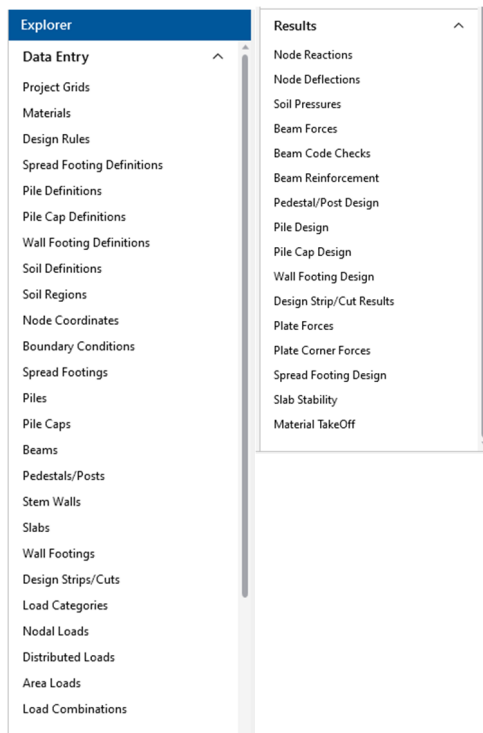 Explorer
Data Entry
Project Grids
Materials
Design Rules
Spread Footing Definitions
Pile Definitions
Pile Cap Definitions
Wall Footing Definitions
Soil Definitions
Soil Regions
Node Coordinates
Boundary Conditions
Spread Footings
Piles
Pile Caps
Beams
Pedestals/Posts
Stem Walls
Slabs
Wall Footings
Design Strips/Cuts
Load Categories
Nodal Loads
Distributed Loads
Area Loads
Load Combinations
Results
Node Reactions
Node Deflections
Soil Pressures
Beam Forces
Beam Code Checks
Beam Reinforcement
Pedestal/Post Design
Pile Design
Pile Cap Design
Wall Footing Design
Design Strip/Cut Results
Plate Forces
Plate Corner Forces
Spread Footing Design
Slab Stability
Material TakeOff